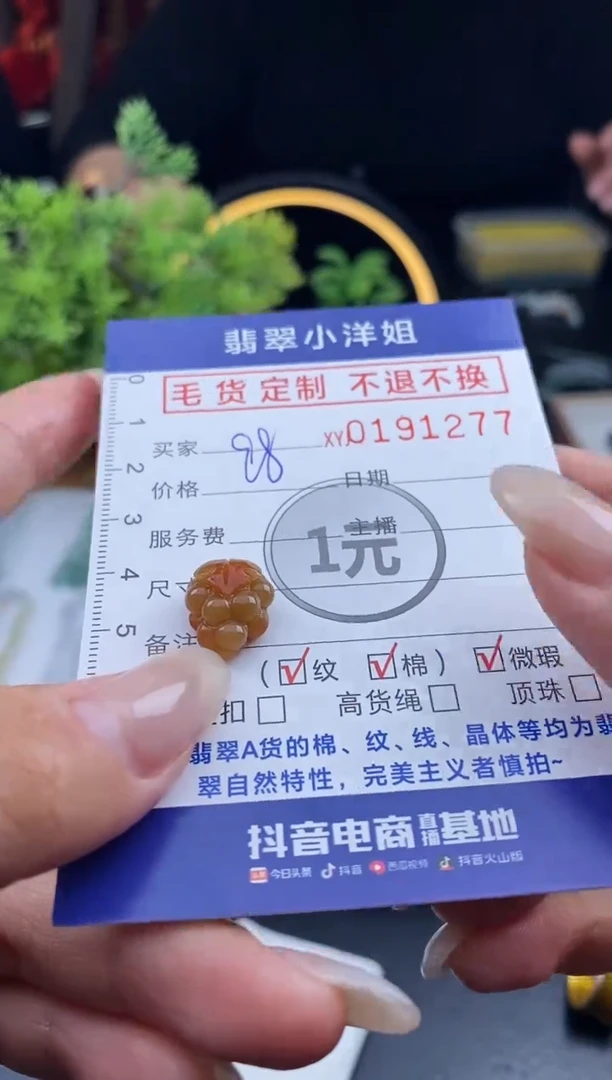 翡翠小洋姐
毛货定制 不退不换
买家 98 XY.0191277
价格 日期
服务费 主播
1元
尺寸
备注
(☑纹 ☑棉) ☑微瑕
扣□ 高货绳□ 顶珠□
翡翠A货的棉、纹、线、晶体等均为翡
翠自然特性，完美主义者慎拍~
抖音电商直播基地
头条 今日头条 抖音 西瓜视频 抖音火山版
0
1
2
3
4
5